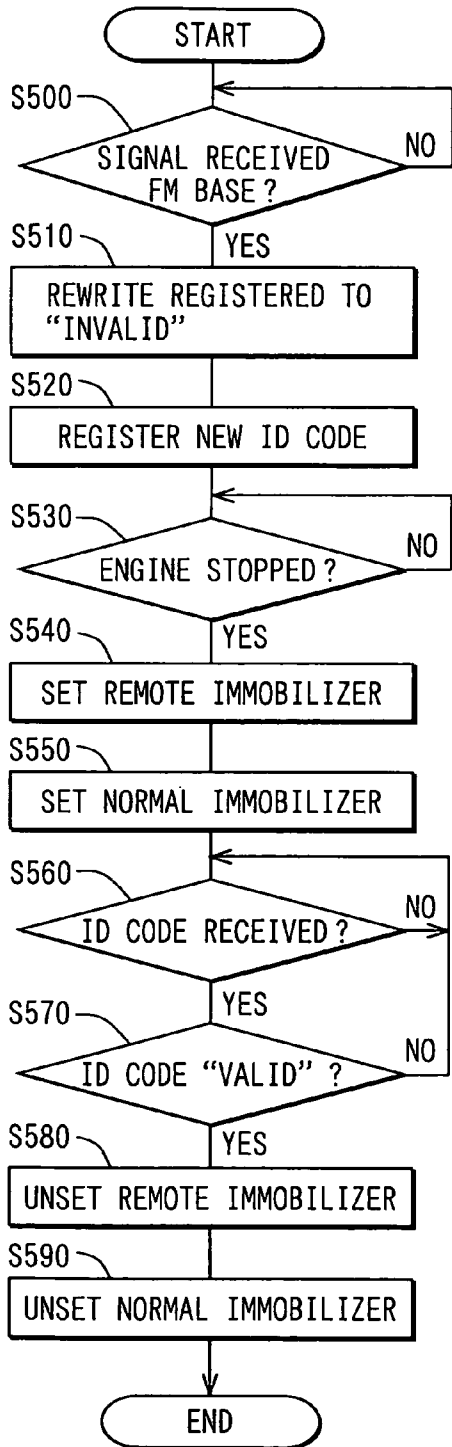 START
S500
SIGNAL RECEIVED
FM BASE?
NO
YES
S510
REWRITE REGISTERED TO
“INVALID”
S520
REGISTER NEW ID CODE
S530
ENGINE STOPPED?
NO
YES
S540
SET REMOTE IMMOBILIZER
S550
SET NORMAL IMMOBILIZER
S560
ID CODE RECEIVED?
NO
YES
S570
ID CODE “VALID” ?
NO
YES
S580
UNSET REMOTE IMMOBILIZER
S590
UNSET NORMAL IMMOBILIZER
END